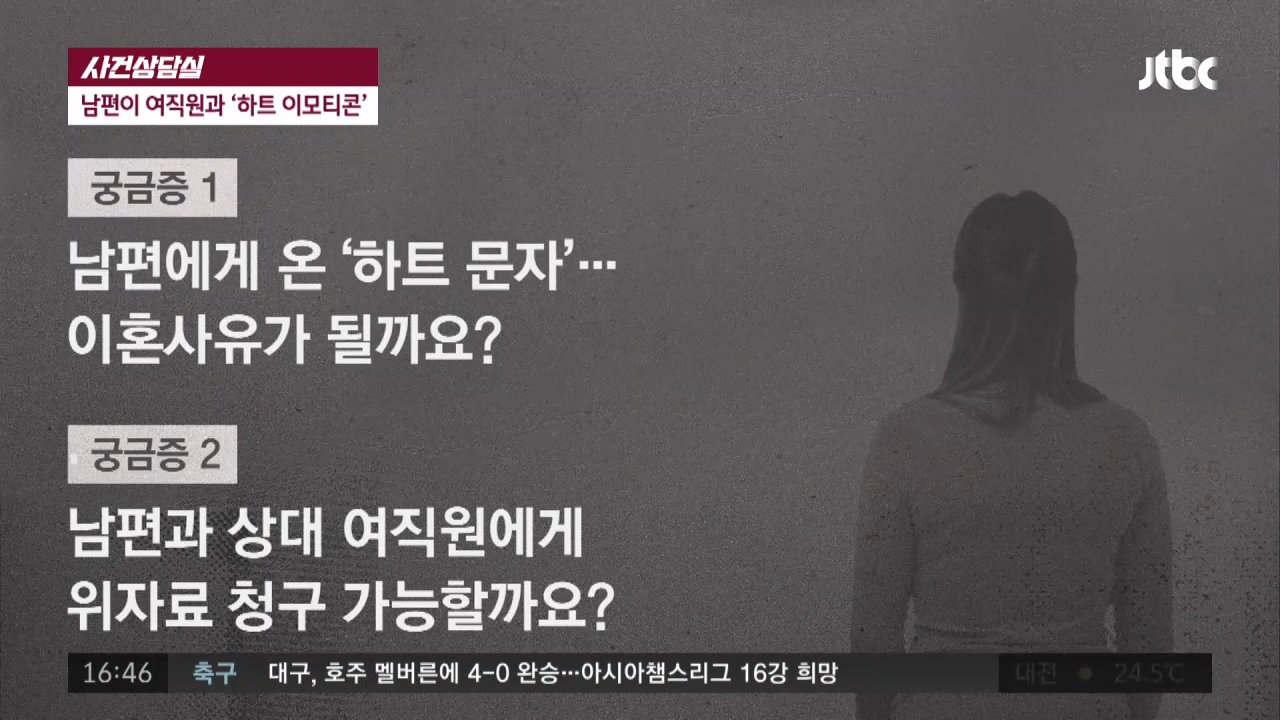 사건상담실
jtbc
남편이 여직원과 ‘하트 이모티콘’
궁금증 1
남편에게 온 ‘하트 문자’…
이혼사유가 될까요?
궁금증 2
남편과 상대 여직원에게
위자료 청구 가능할까요?
16:46 축구 대구, 호주 멜버른에 4-0 완승…아시아챔스리그 16강 희망 대전 24.5℃